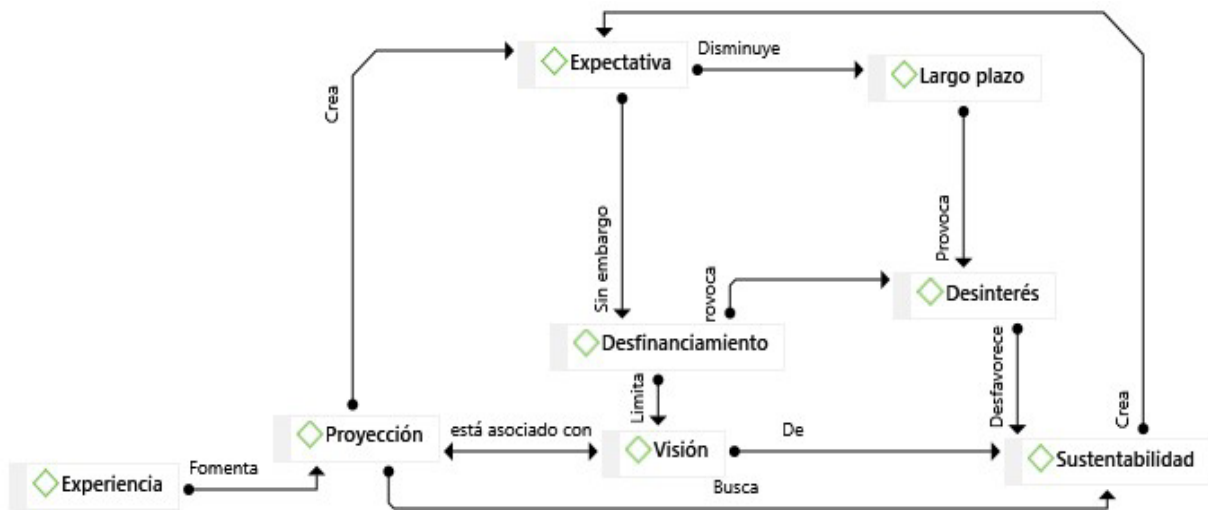 Expectativa
Disminuye
Largo plazo
Crea
Sin embargo
Provoca
rovoca
Desinterés
Desfinanciamiento
Limita
Desfavorece
Crea
Proyección
está asociado con
Visión
De
Sustentabilidad
Experiencia
Fomenta
Busca